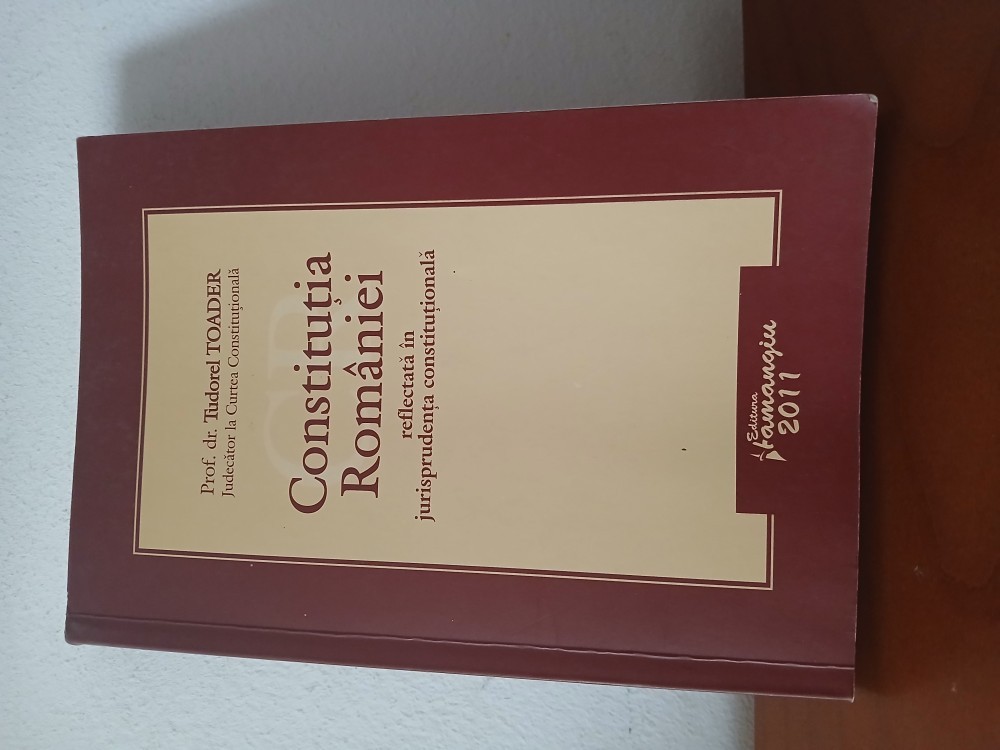 Prof. dr. Tudorel TOADER
Judecător la Curtea Constituțională
Constituția
României
reflectată în
jurisprudența constituțională
Editura
Hamangiu
2011